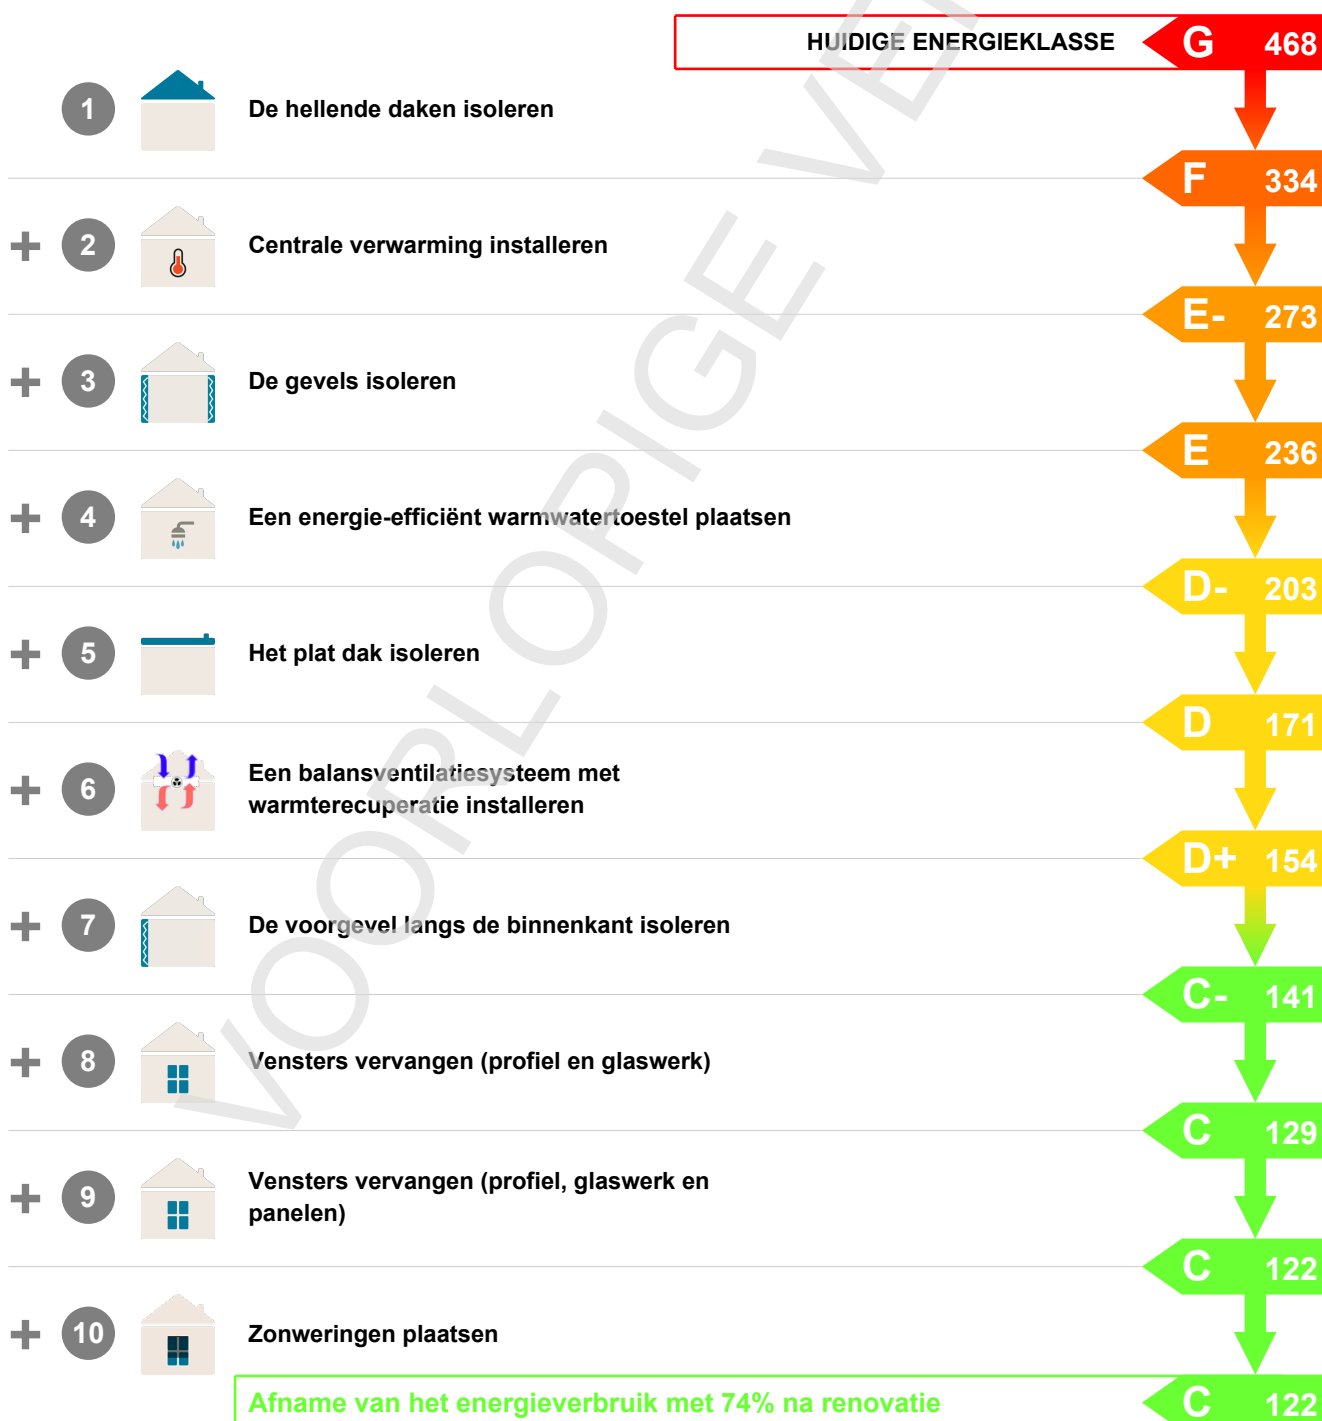 HUIDIGE ENERGIEKLASSE G 468
1 De hellende daken isoleren
F 334
+ 2 Centrale verwarming installeren
E- 273
+ 3 De gevels isoleren
E 236
+ 4 Een energie-efficiënt warmwatertoestel plaatsen
D- 203
+ 5 Het plat dak isoleren
D 171
+ 6 Een balansventilatiesysteem met
warmterecuperatie installeren
D+ 154
+ 7 De voorgevel langs de binnenkant isoleren
C- 141
+ 8 Vensters vervangen (profiel en glaswerk)
C 129
+ 9 Vensters vervangen (profiel, glaswerk en
panelen)
C 122
+ 10 Zonweringen plaatsen
Afname van het energieverbruik met 74% na renovatie C 122
VOORLOPIGE